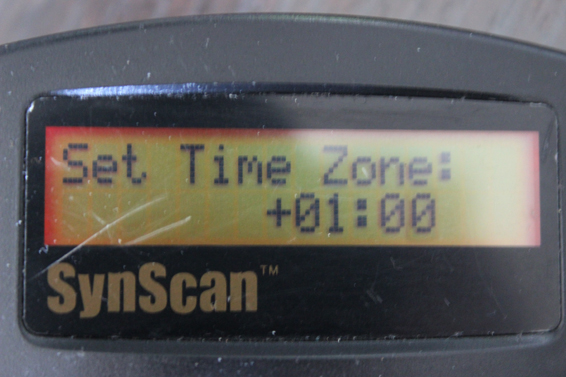 Set Time Zone:
+01:00
SynScan™